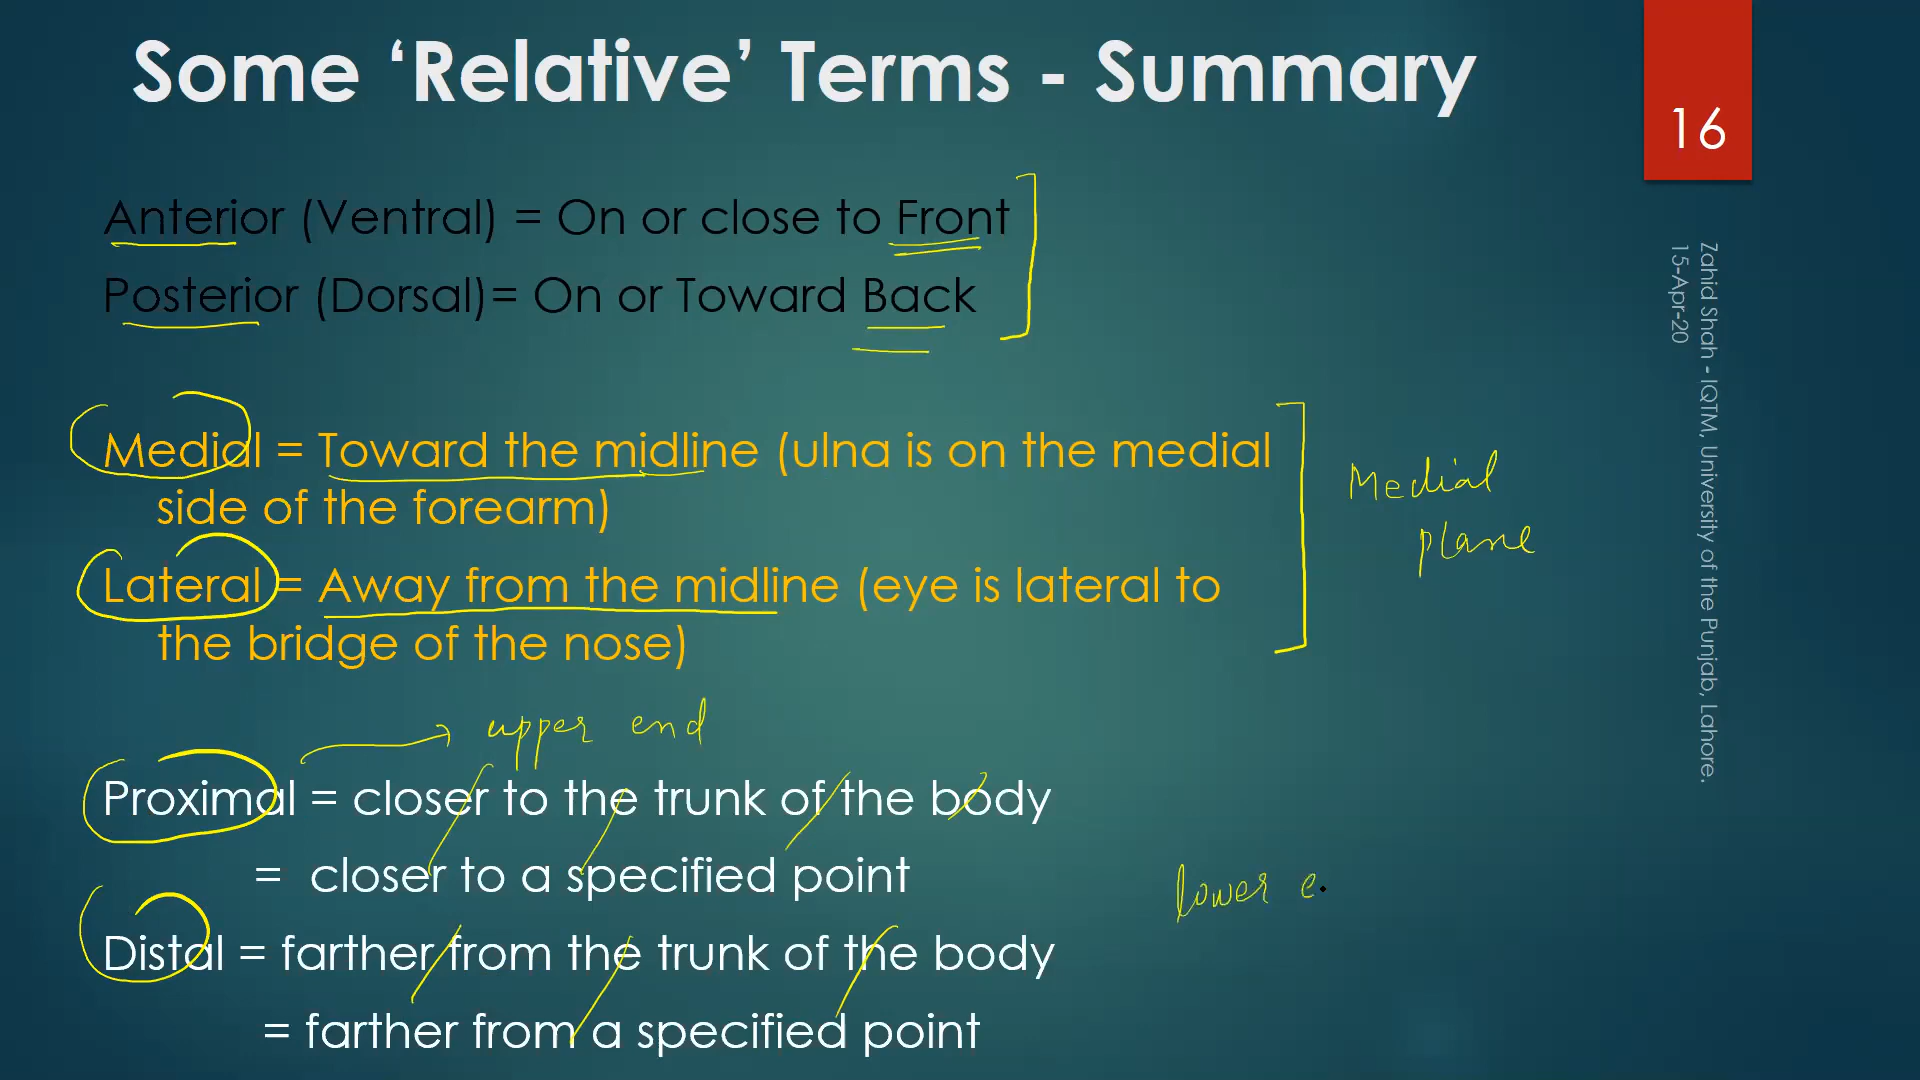 Some ‘Relative’ Terms - Summary
16
Anterior (Ventral) = On or close to Front
Posterior (Dorsal)= On or Toward Back
Medial = Toward the midline (ulna is on the medial
side of the forearm)
Medial
plane
Lateral = Away from the midline (eye is lateral to
the bridge of the nose)
upper end
Proximal = closer to the trunk of the body
= closer to a specified point
lower e
Distal = farther from the trunk of the body
= farther from a specified point
Zahid Shah - IQTM, University of the Punjab, Lahore.
15-Apr-20